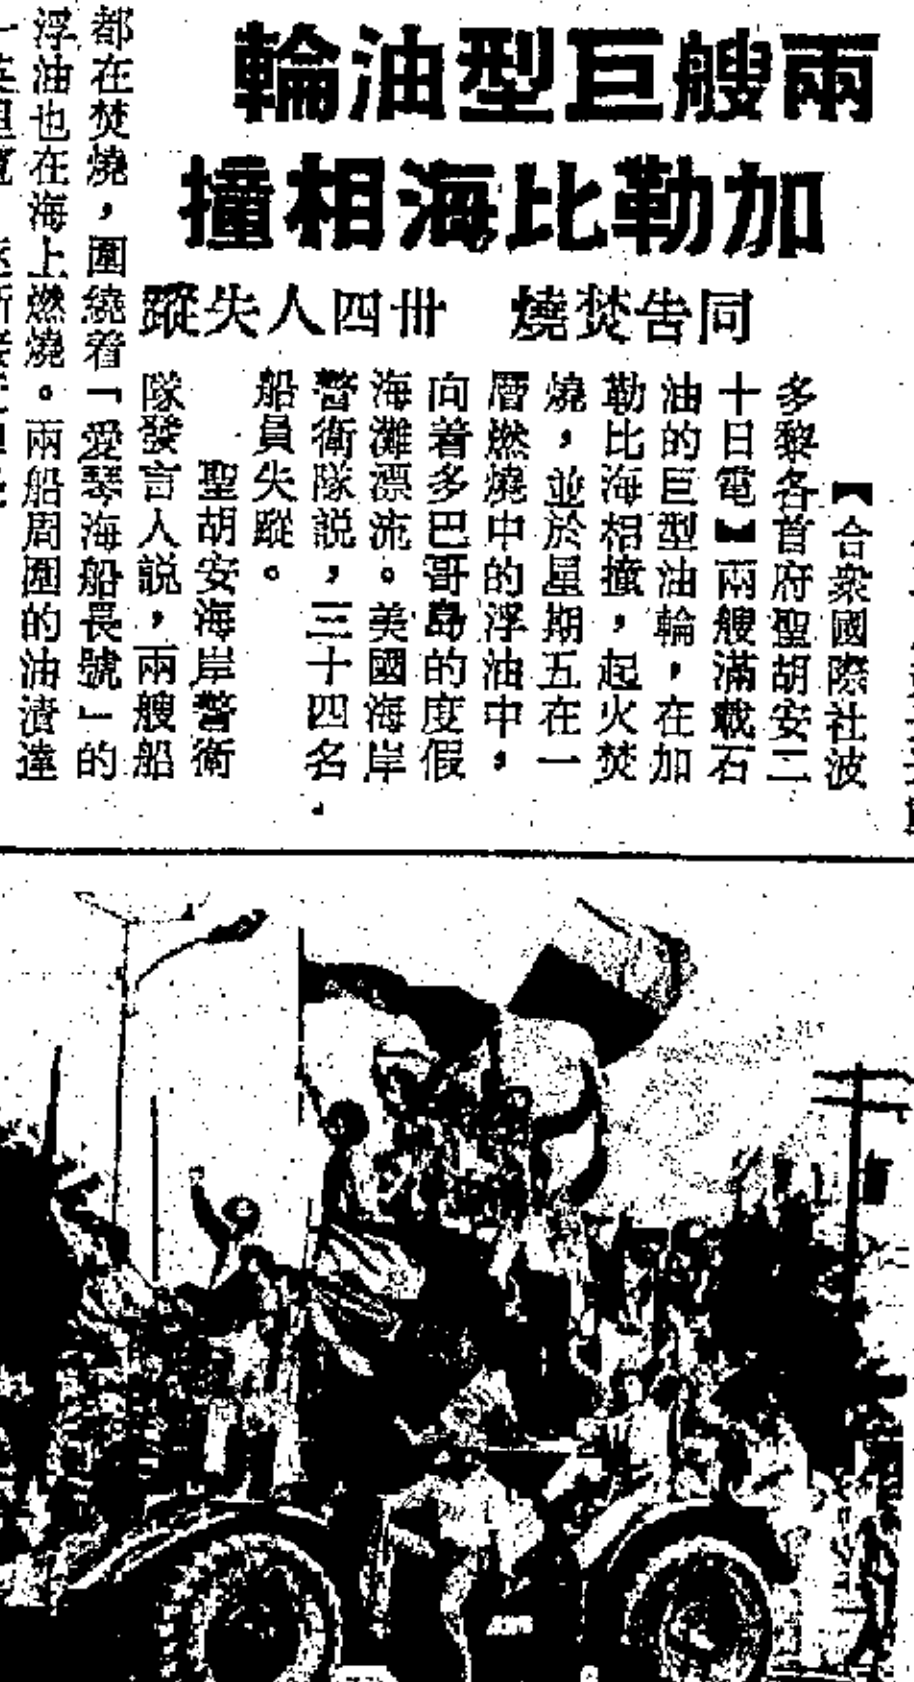 兩艘巨型油輪
加勒比海相撞
同告焚燒　卅四人失蹤
【合衆國際社波
多黎各首府聖胡安二
十日電】兩艘滿載石
油的巨型油輪，在加
勒比海相撞，起火焚
燒，並於星期五在一
層燃燒中的浮油中，
向着多巴哥島的度假
海灘漂流。美國海岸
警衛隊説，三十四名
船員失蹤。
聖胡安海岸警衛
隊發言人説，兩艘船
都在焚燒，圍繞着「愛琴海船長號」的
浮油也在海上燃燒。兩船周圍的油漬達